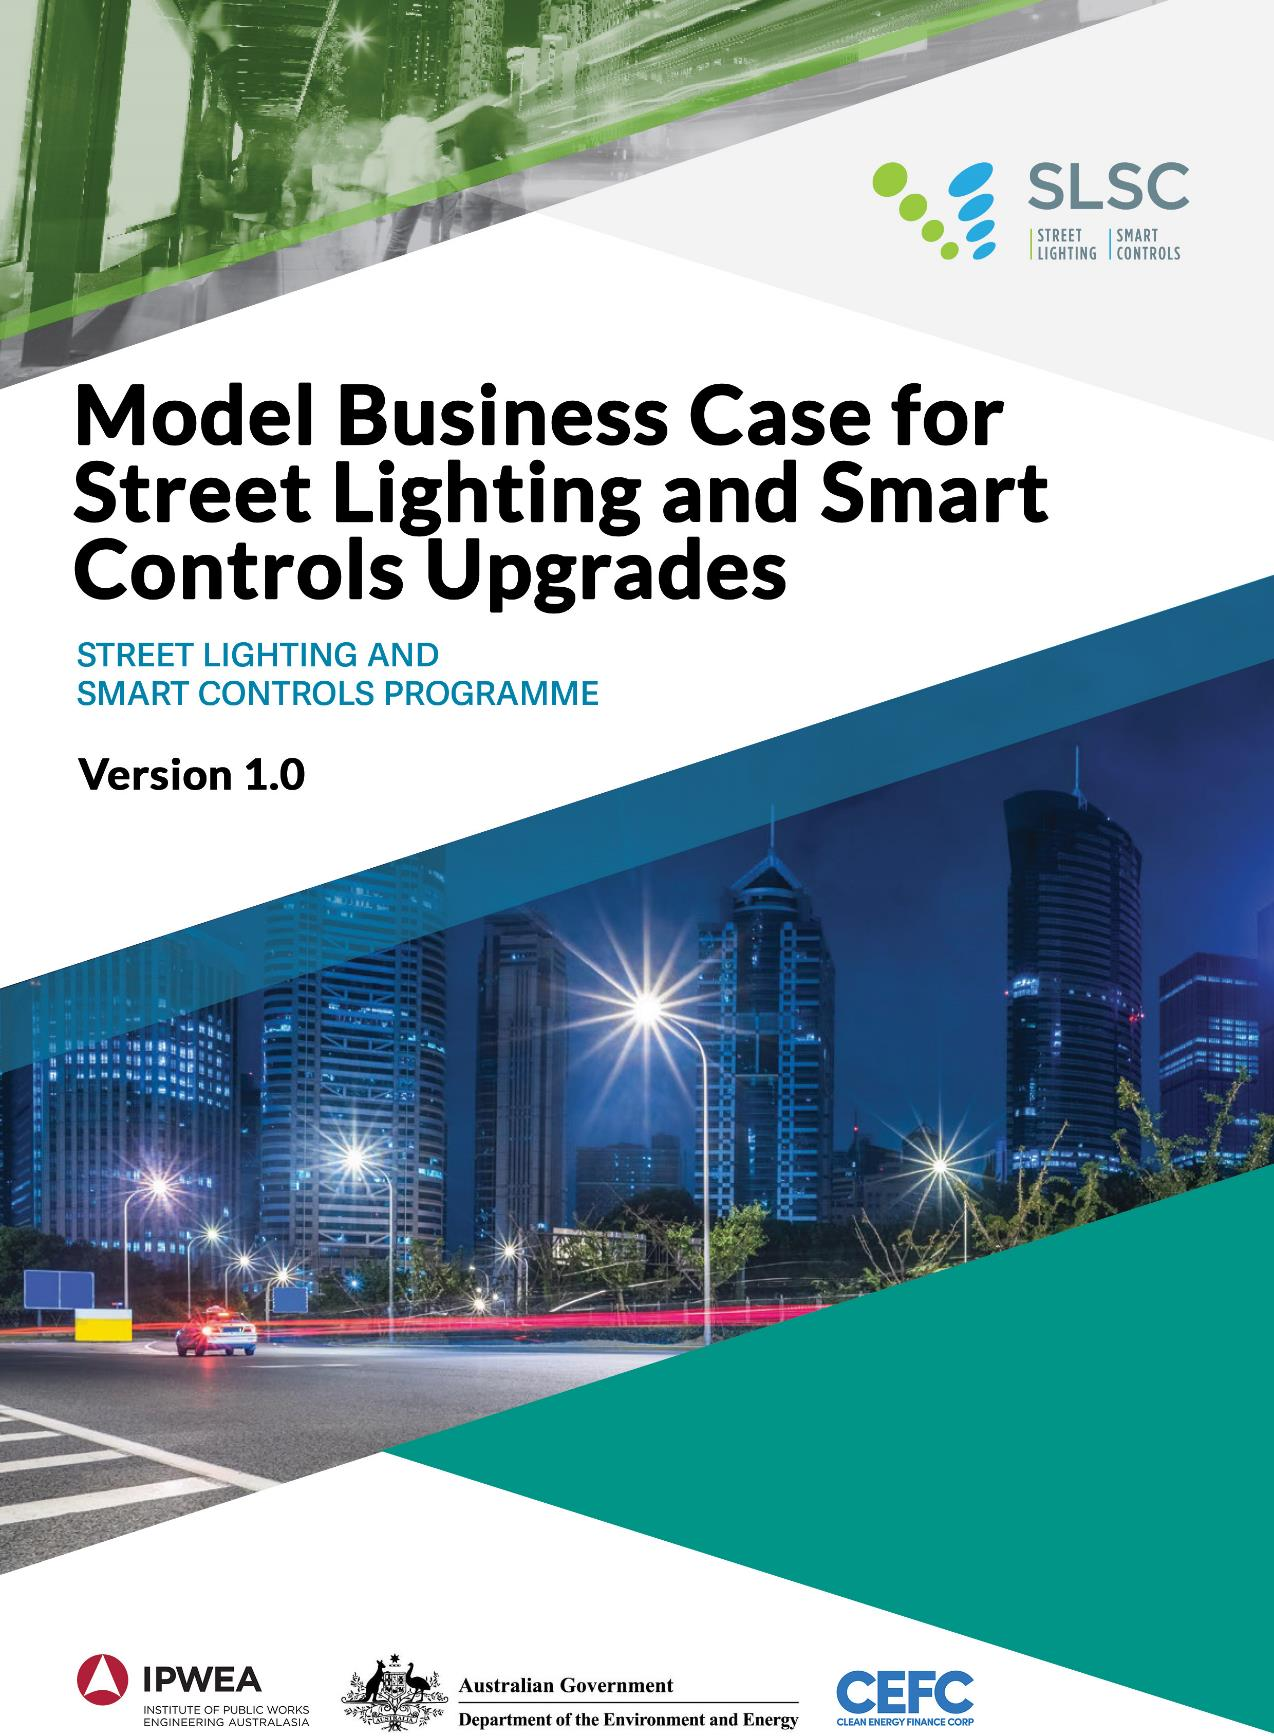 SLSC
STREET LIGHTING
SMART CONTROLS
Model Business Case for
Street Lighting and Smart
Controls Upgrades
STREET LIGHTING AND
SMART CONTROLS PROGRAMME
Version 1.0
IPWEA
INSTITUTE OF PUBLIC WORKS
ENGINEERING AUSTRALASIA
AUSTRALIA
Australian Government
Department of the Environment and Energy
CEFC
CLEAN ENERGY FINANCE CORP